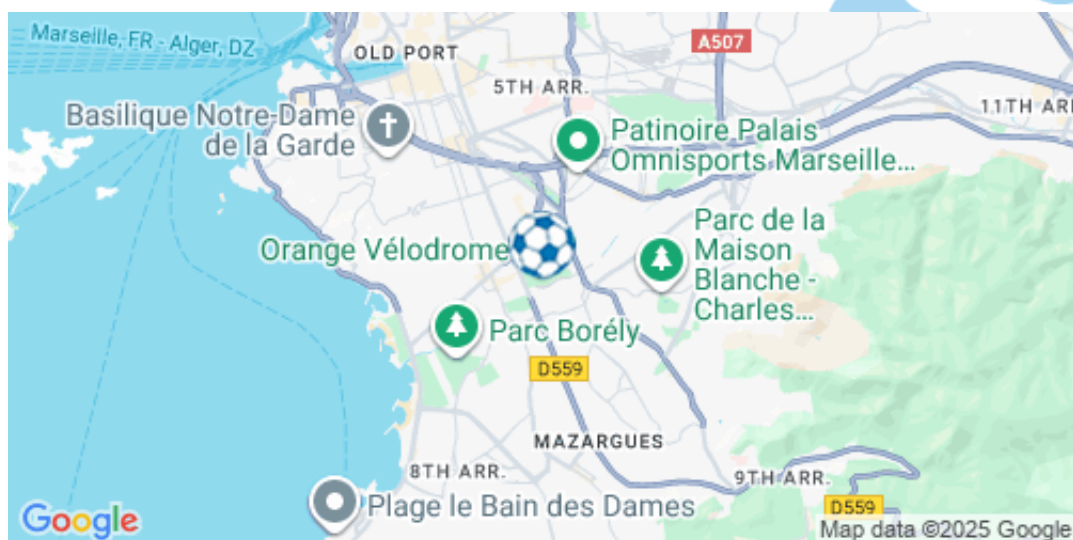 Marseille, FR - Alger, DZ
OLD PORT
A507
5TH ARR.
11TH ARR
Basilique Notre-Dame
de la Garde
Patinoire Palais
Omnisports Marseille...
Orange Vélodrome
Parc de la
Maison
Blanche -
Charles...
Parc Borély
D559
MAZARGUES
8TH ARR.
9TH ARR.
Plage le Bain des Dames
D559
Google
Map data ©2025 Google